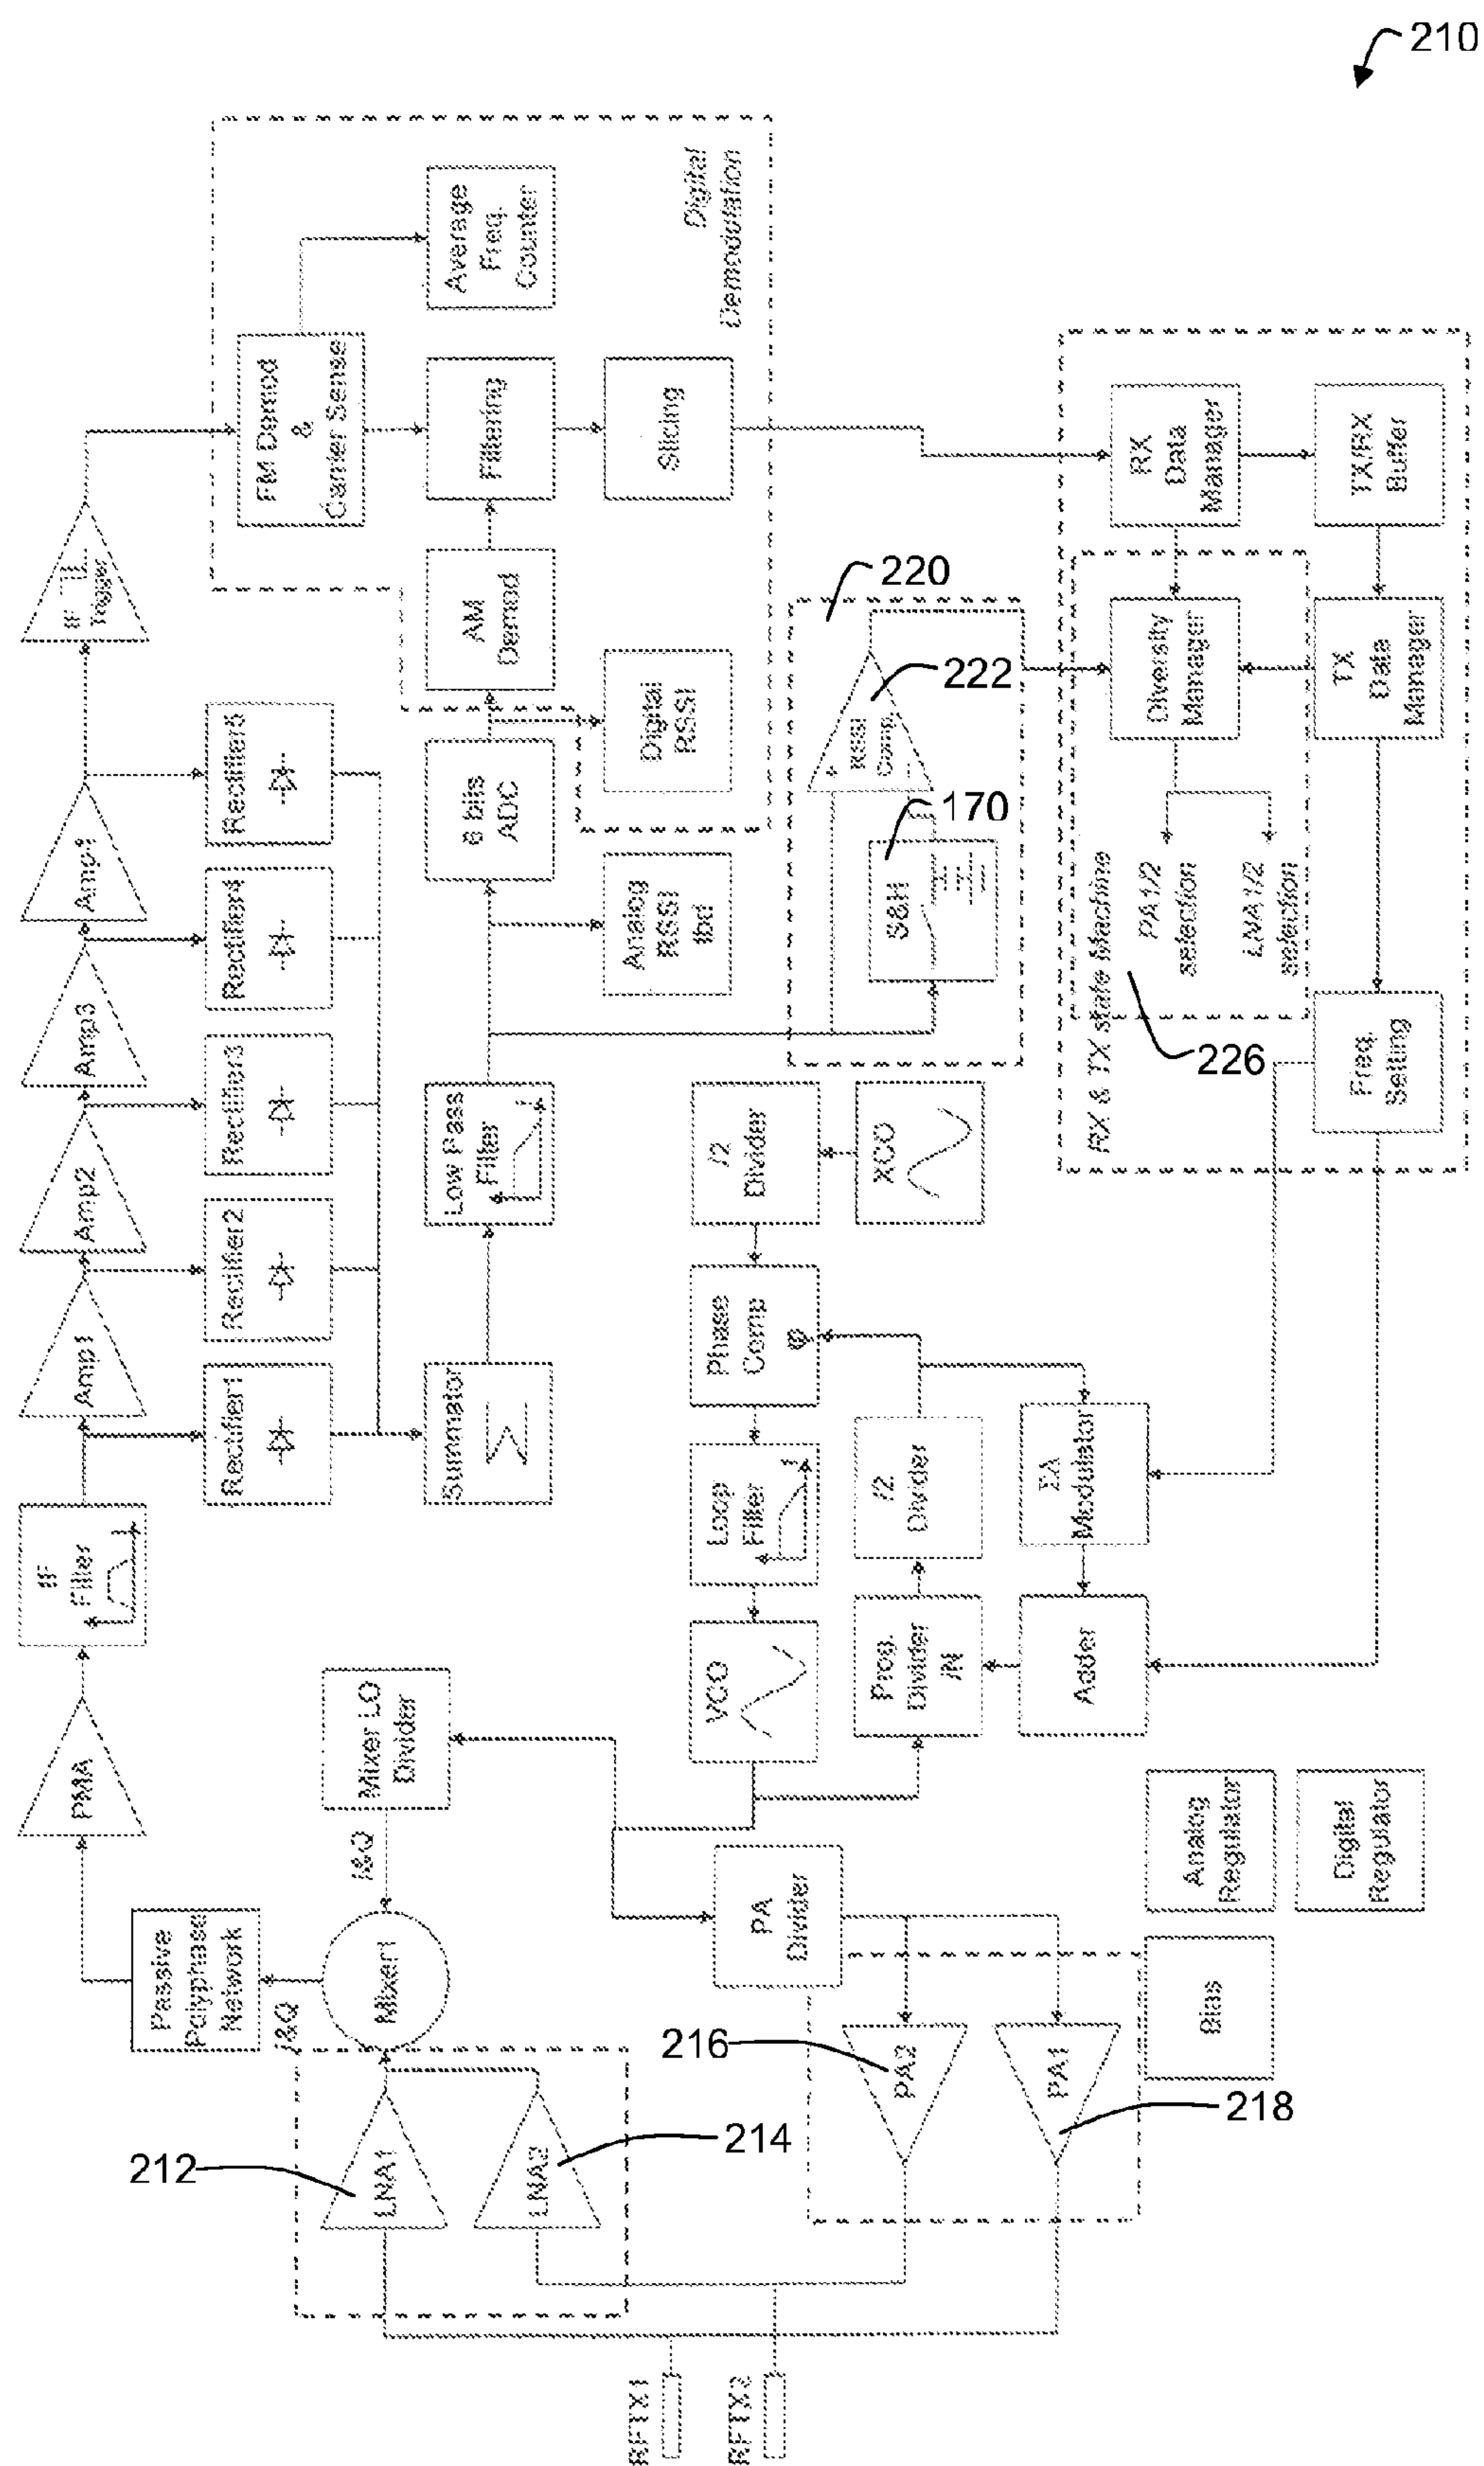 210
IF
Trigger
FM Demod
&
Carrier Sense
Average
Freq.
Counter
Digital
Demodulation
AM
Demod
Filtering
Slicing
Digital
RSSI
8 bits
ADC
Analog
RSSI
Amp1
Amp3
Amp2
Amp1
Rectifier5
Rectifier4
Rectifier3
Rectifier2
Rectifier1
Low Pass
Filter
Summator
220
222
RSSI
Comp
+
-
170
S&H
RX
Data
Manager
TX/RX
Buffer
Diversity
Manager
TX
Data
Manager
PA1/2
selection
LNA1/2
selection
RX & TX state Machine
226
Freq.
Setting
/2
Divider
XCO
Phase
Comp
φ
Loop
Filter
VCO
/2
Divider
Prog.
Divider
/N
ΣΔ
Modulator
Adder
IF
Filter
PMA
Passive
Polyphase
Network
I&Q
Mixer1
I&Q
Mixer LO
Divider
PA
Divider
Analog
Regulator
Digital
Regulator
Bias
216
PA2
PA1
218
212
LNA1
LNA2
214
RFTX1
RFTX2